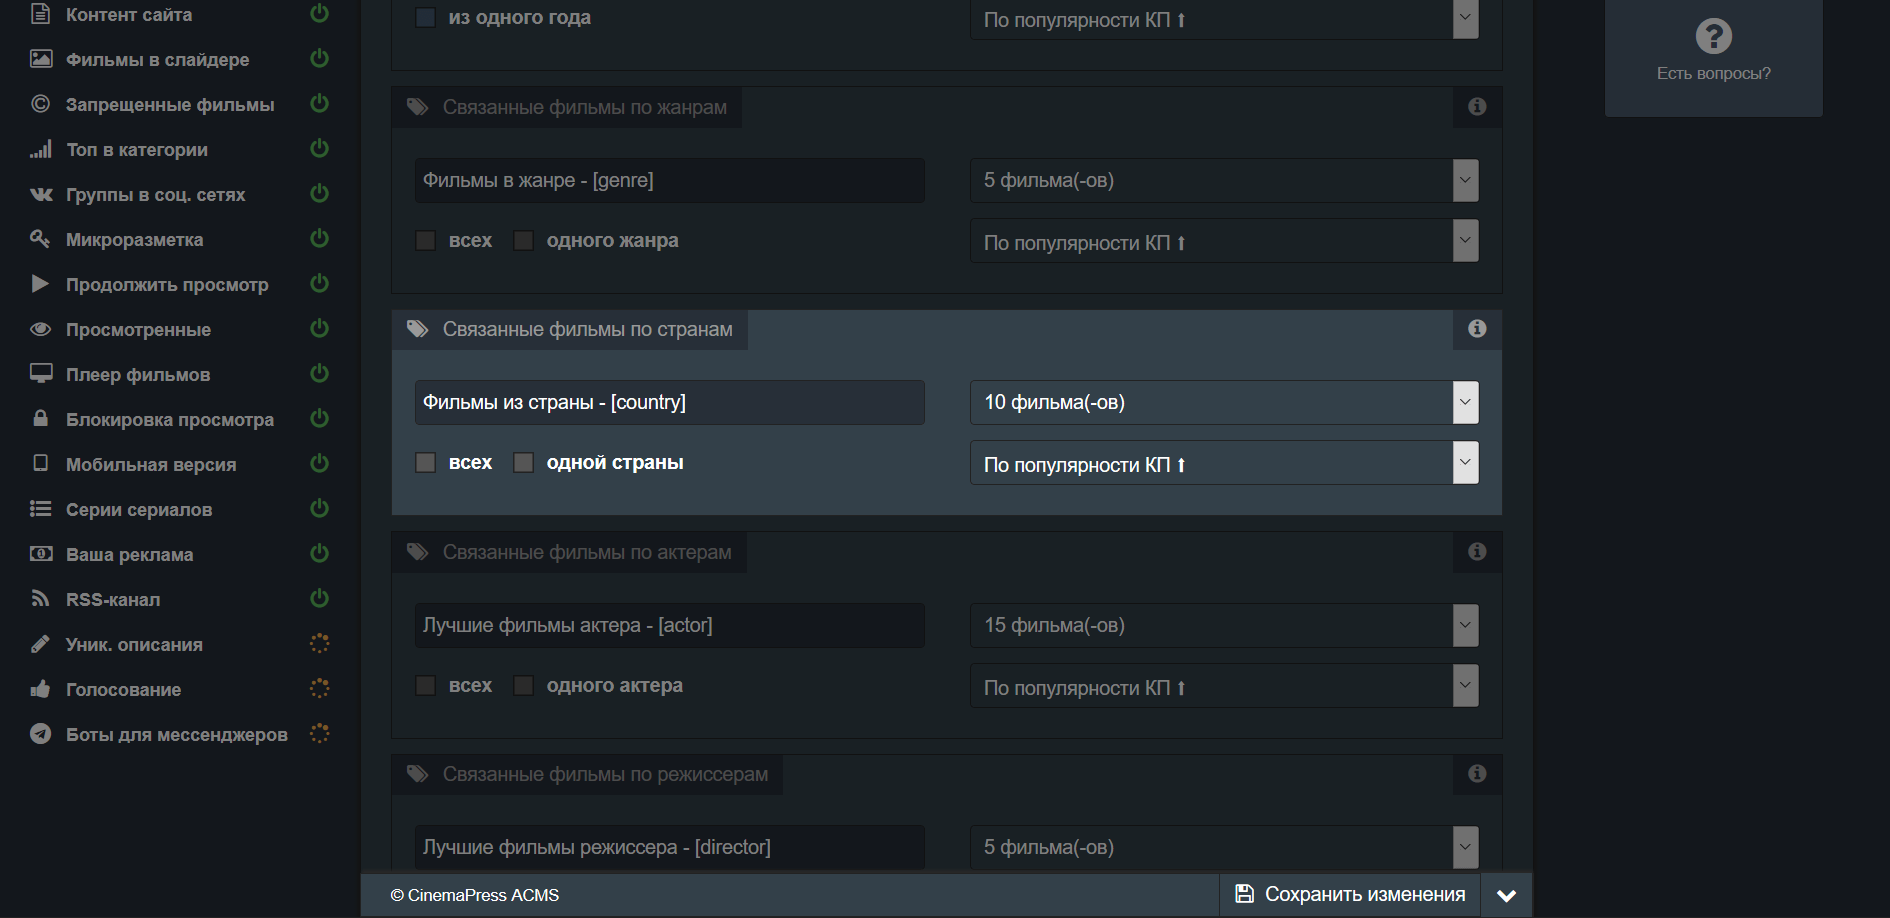 Контент сайта
Фильмы в слайдере
Запрещенные фильмы
Топ в категории
Группы в соц. сетях
Микроразметка
Продолжить просмотр
Просмотренные
Плеер фильмов
Блокировка просмотра
Мобильная версия
Серии сериалов
Ваша реклама
RSS-канал
Уник. описания
Голосование
Боты для мессенджеров
из одного года
По популярности КП ⬆
Связанные фильмы по жанрам
Фильмы в жанре - [genre]
5 фильма(-ов)
всех одного жанра
По популярности КП ⬆
Связанные фильмы по странам
Фильмы из страны - [country]
10 фильма(-ов)
всех одной страны
По популярности КП ⬆
Связанные фильмы по актерам
Лучшие фильмы актера - [actor]
15 фильма(-ов)
всех одного актера
По популярности КП ⬆
Связанные фильмы по режиссерам
Лучшие фильмы режиссера - [director]
5 фильма(-ов)
© CinemaPress ACMS
Сохранить изменения
Есть вопросы?